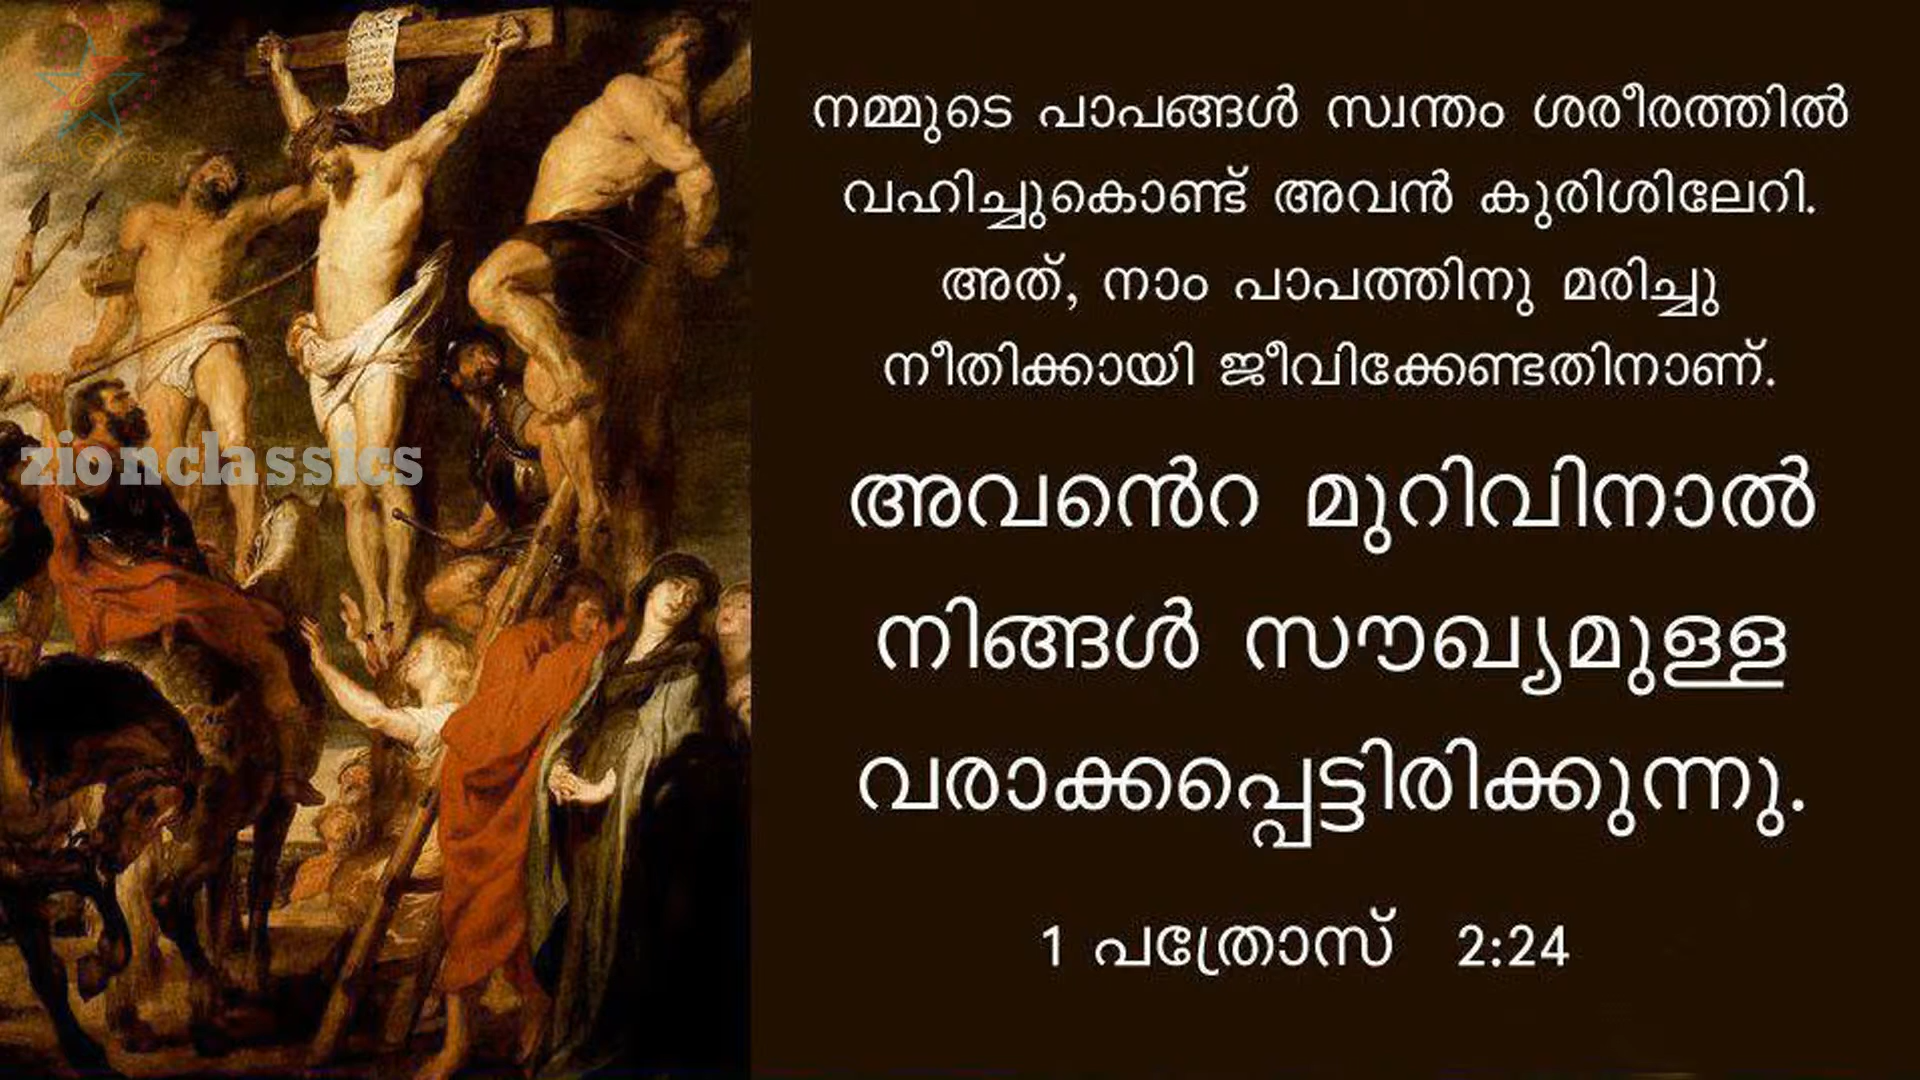 നമ്മുടെ പാപങ്ങൾ സ്വന്തം ശരീരത്തിൽ
വഹിച്ചുകൊണ്ട് അവൻ കുരിശിലേറി.
അത്, നാം പാപത്തിനു മരിച്ചു
നീതിക്കായി ജീവിക്കേണ്ടതിനാണ്.
അവൻെറ മുറിവിനാൽ
നിങ്ങൾ സൗഖ്യമുള്ള
വരാക്കപ്പെട്ടിരിക്കുന്നു.
1 പത്രോസ് 2:24
zionclassics